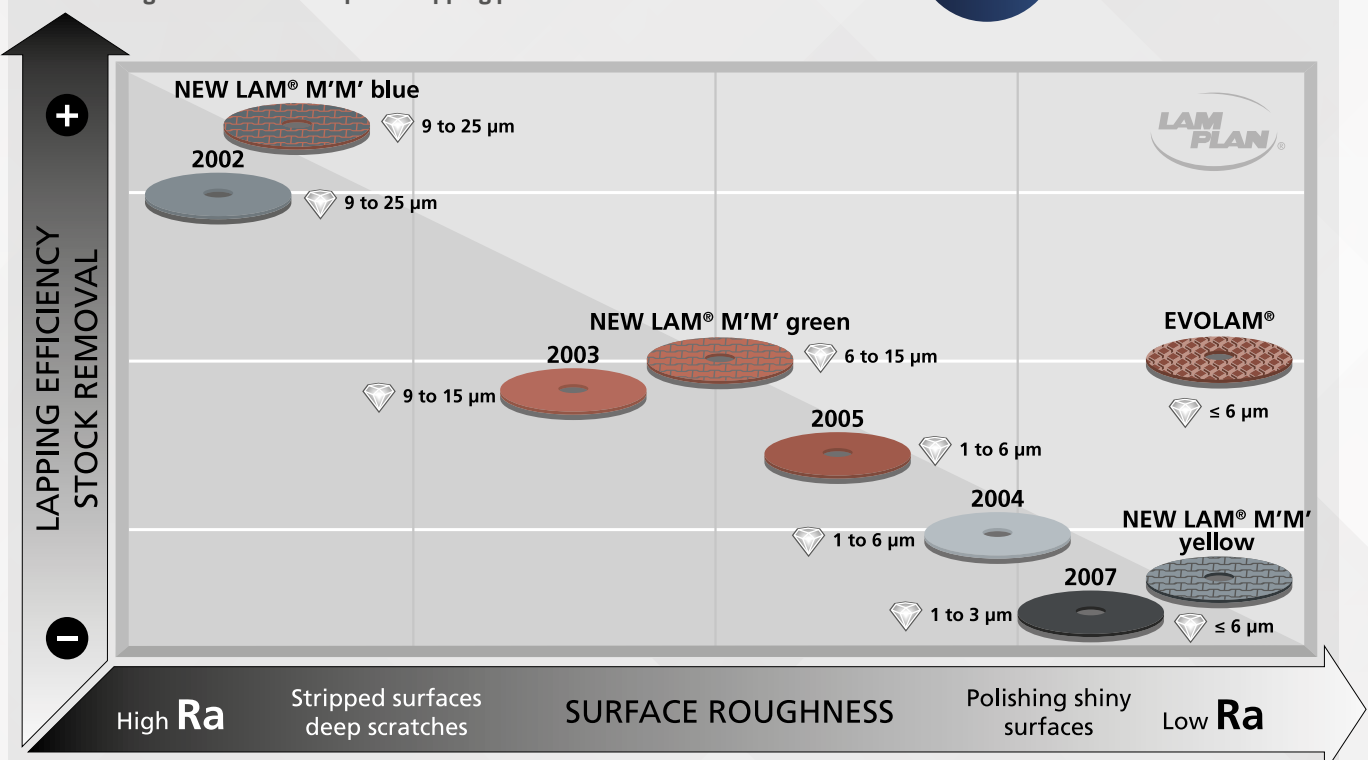 NEW LAM® M'M' blue
9 to 25 µm
2002
9 to 25 µm
LAM
PLAN ®
LAPPING EFFICIENCY
STOCK REMOVAL
NEW LAM® M'M' green
6 to 15 µm
EVOLAM®
≤ 6 µm
2003
9 to 15 µm
2005
1 to 6 µm
2004
1 to 6 µm
NEW LAM® M'M'
yellow
≤ 6 µm
2007
1 to 3 µm
High Ra
Stripped surfaces
deep scratches
SURFACE ROUGHNESS
Polishing shiny
surfaces
Low Ra